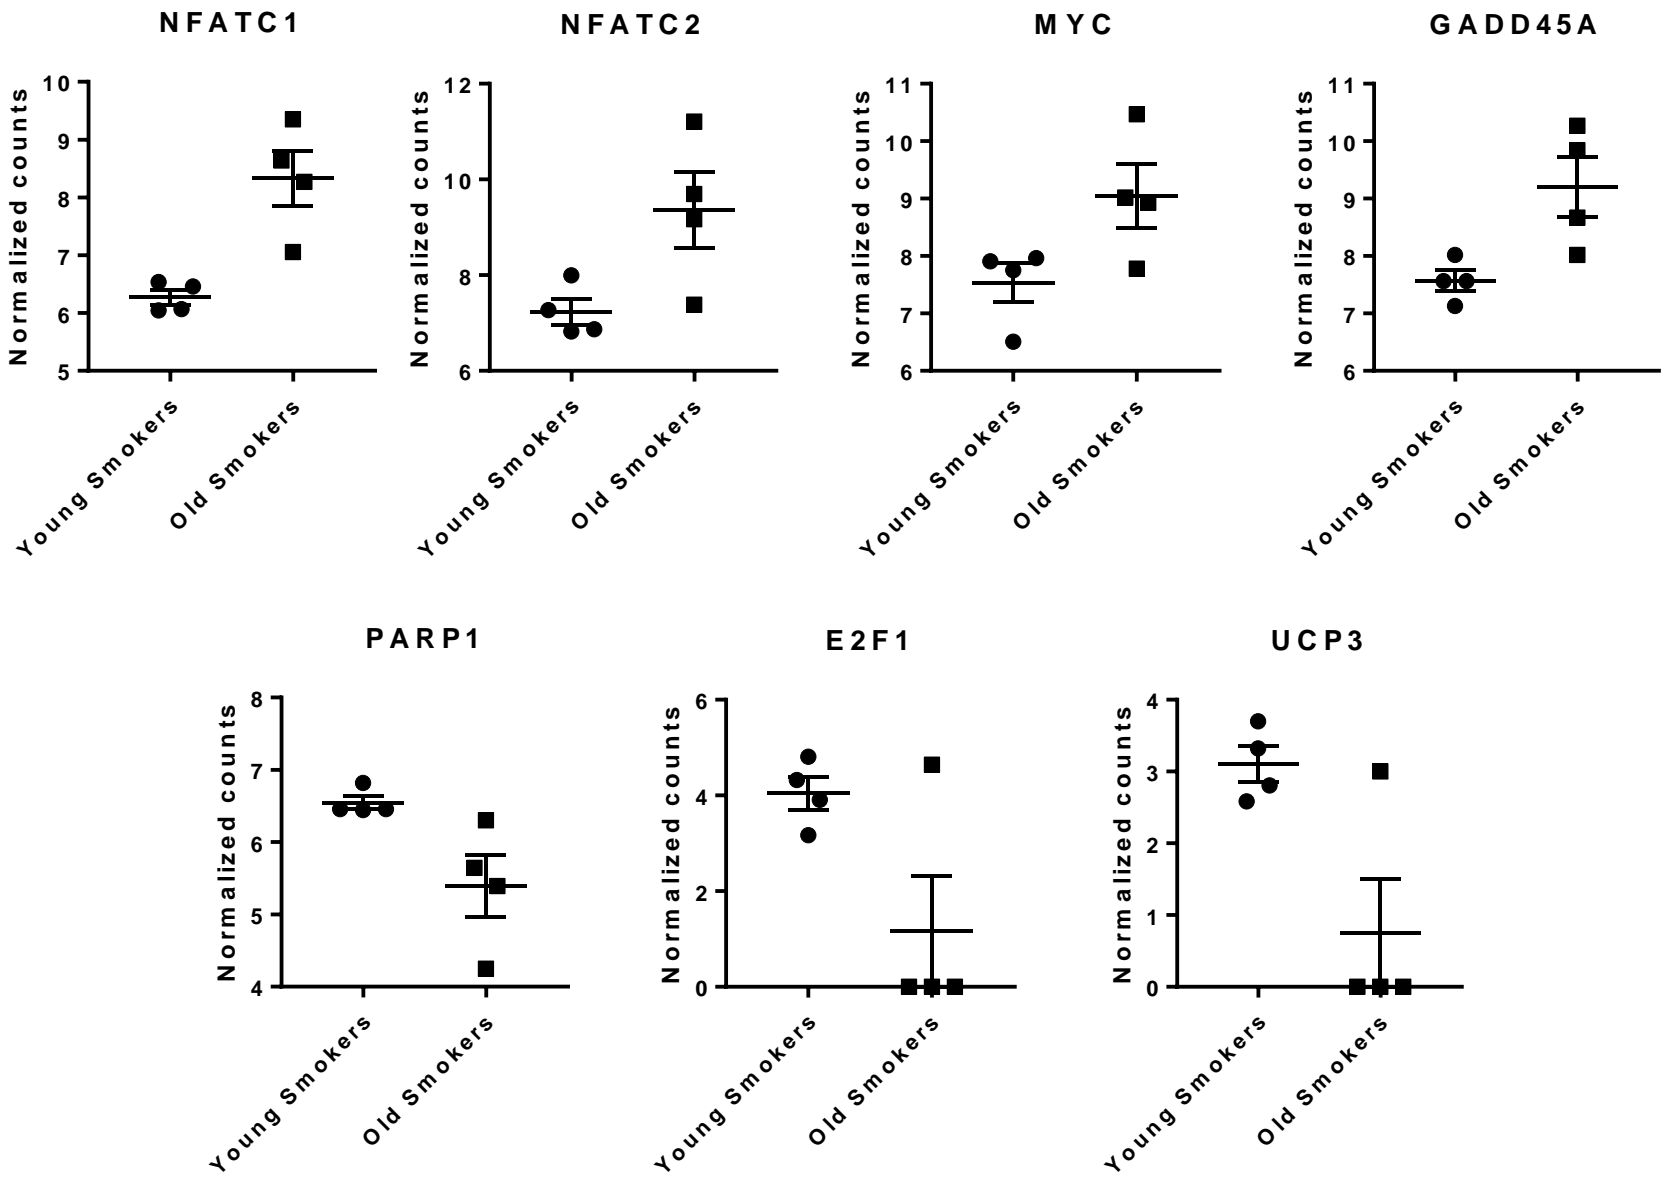 NFATC1
NFATC2
MYC
GADD45A
Normalized counts
10
9
8
7
6
5
Young Smokers
Old Smokers
Normalized counts
12
10
8
6
Young Smokers
Old Smokers
Normalized counts
11
10
9
8
7
6
Young Smokers
Old Smokers
Normalized counts
11
10
9
8
7
6
Young Smokers
Old Smokers
PARP1
E2F1
UCP3
Normalized counts
8
7
6
5
4
Young Smokers
Old Smokers
Normalized counts
6
4
2
0
Young Smokers
Old Smokers
Normalized counts
4
3
2
1
0
Young Smokers
Old Smokers